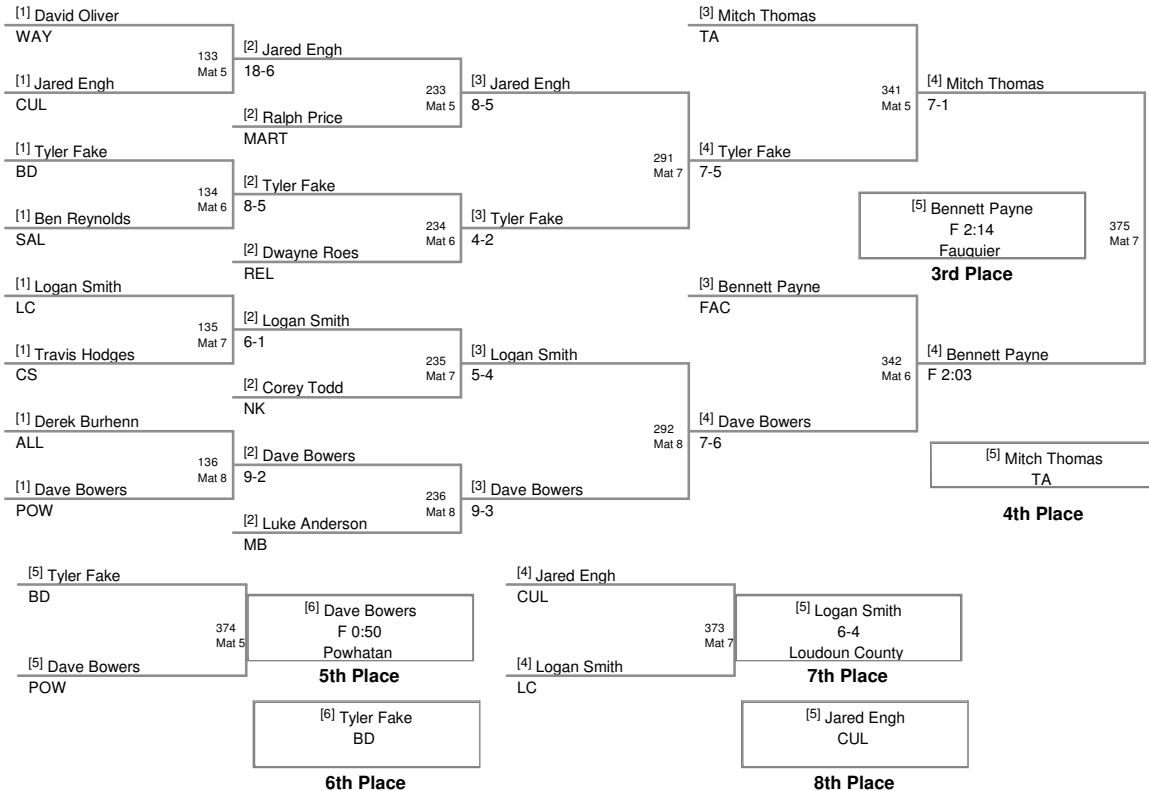 [1] David Oliver
WAY
133
Mat 5
[1] Jared Engh
CUL
[2] Jared Engh
18-6
233
Mat 5
[2] Ralph Price
MART
[3] Jared Engh
8-5
[1] Tyler Fake
BD
134
Mat 6
[1] Ben Reynolds
SAL
[2] Tyler Fake
8-5
234
Mat 6
[2] Dwayne Roes
REL
[3] Tyler Fake
4-2
291
Mat 7
[3] Mitch Thomas
TA
341
Mat 5
[4] Tyler Fake
7-5
[4] Mitch Thomas
7-1
[5] Bennett Payne
F 2:14
Fauquier
3rd Place
375
Mat 7
[1] Logan Smith
LC
135
Mat 7
[1] Travis Hodges
CS
[2] Logan Smith
6-1
235
Mat 7
[2] Corey Todd
NK
[3] Logan Smith
5-4
[1] Derek Burhenn
ALL
136
Mat 8
[1] Dave Bowers
POW
[2] Dave Bowers
9-2
236
Mat 8
[2] Luke Anderson
MB
[3] Dave Bowers
9-3
292
Mat 8
[3] Bennett Payne
FAC
342
Mat 6
[4] Dave Bowers
7-6
[4] Bennett Payne
F 2:03
[5] Mitch Thomas
TA
4th Place
[5] Tyler Fake
BD
374
Mat 5
[5] Dave Bowers
POW
[6] Dave Bowers
F 0:50
Powhatan
5th Place
[6] Tyler Fake
BD
6th Place
[4] Jared Engh
CUL
373
Mat 7
[4] Logan Smith
LC
[5] Logan Smith
6-4
Loudoun County
7th Place
[5] Jared Engh
CUL
8th Place